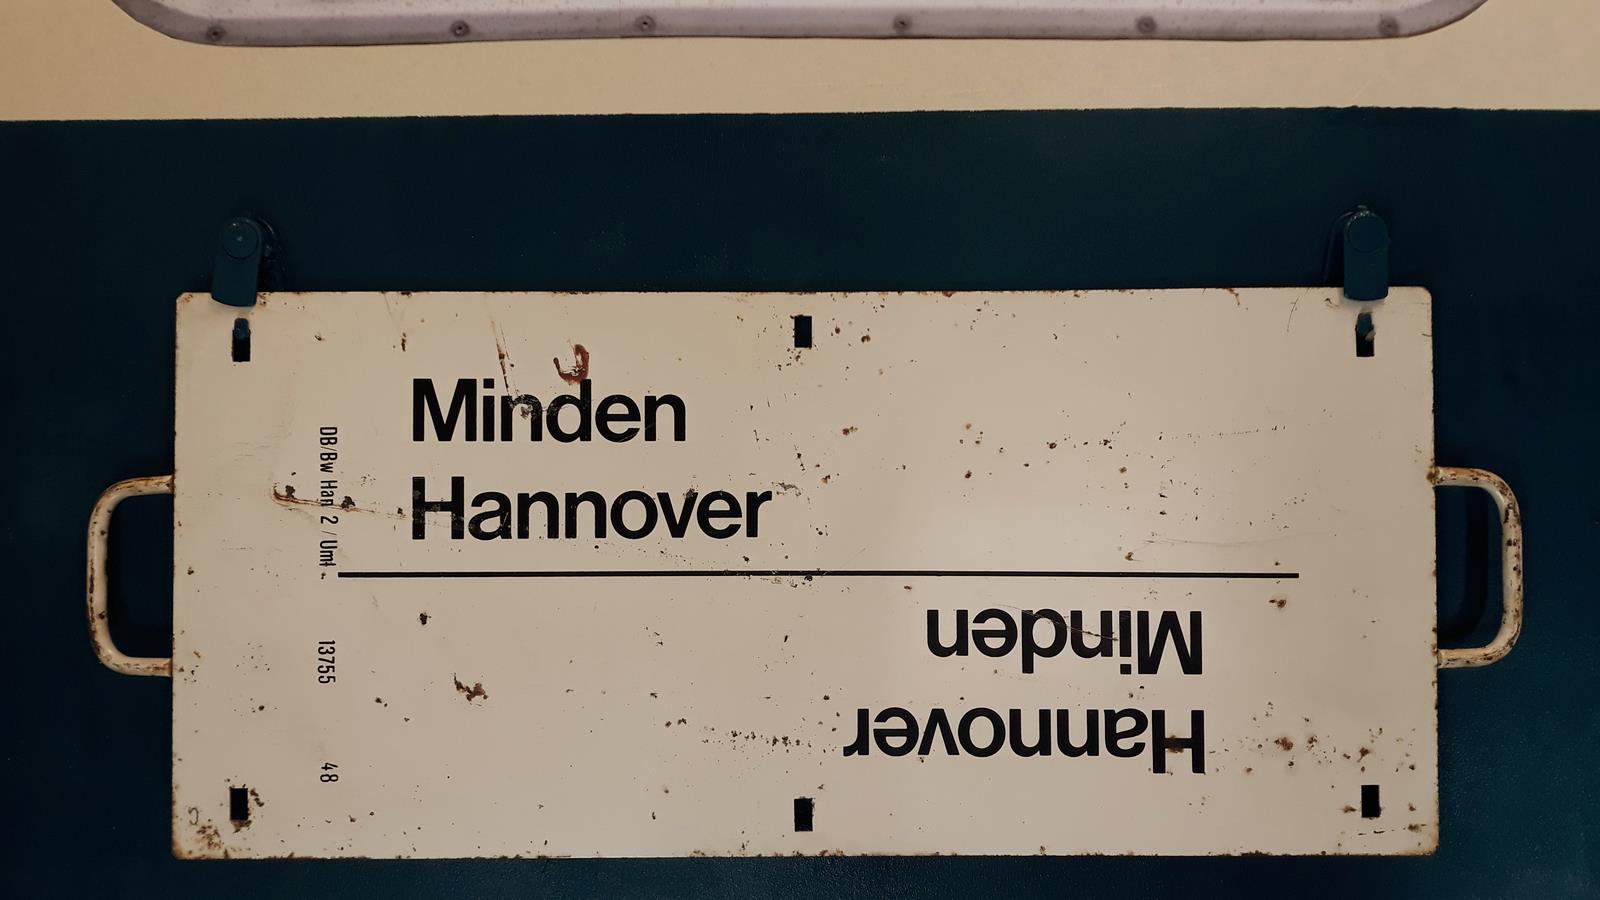 Minden
Hannover
DB/Bw Han 2 / Uml. 13755 48
Hannover
Minden